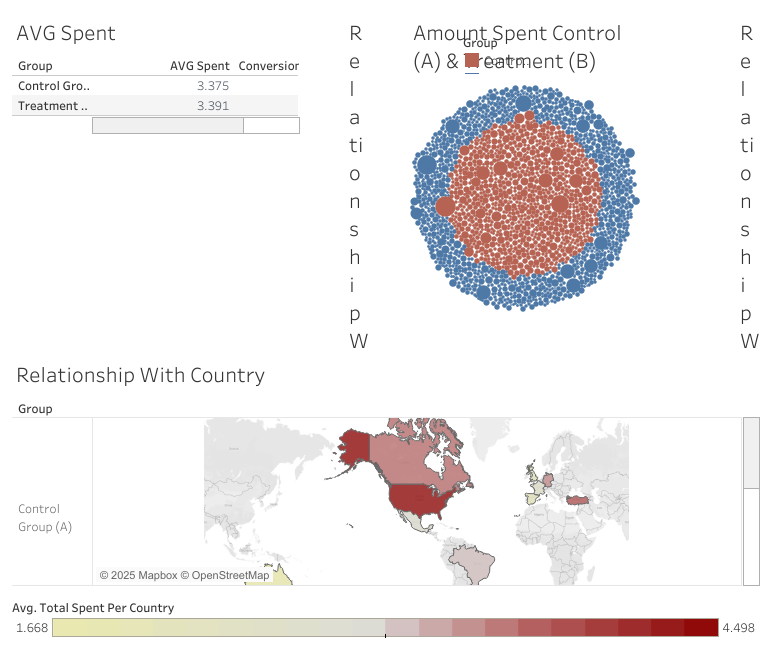 AVG Spent
Group AVG Spent Conversion
Control Gro.. 3.375
Treatment .. 3.391
R
e
l
a
ti
o
n
s
h
i
p
W
Amount Spent Control
(A) & Treatment (B)
Group
R
e
l
a
ti
o
n
s
h
i
p
W
Relationship With Country
Group
Control
Group (A)
© 2025 Mapbox © OpenStreetMap
Avg. Total Spent Per Country
1.668 4.498